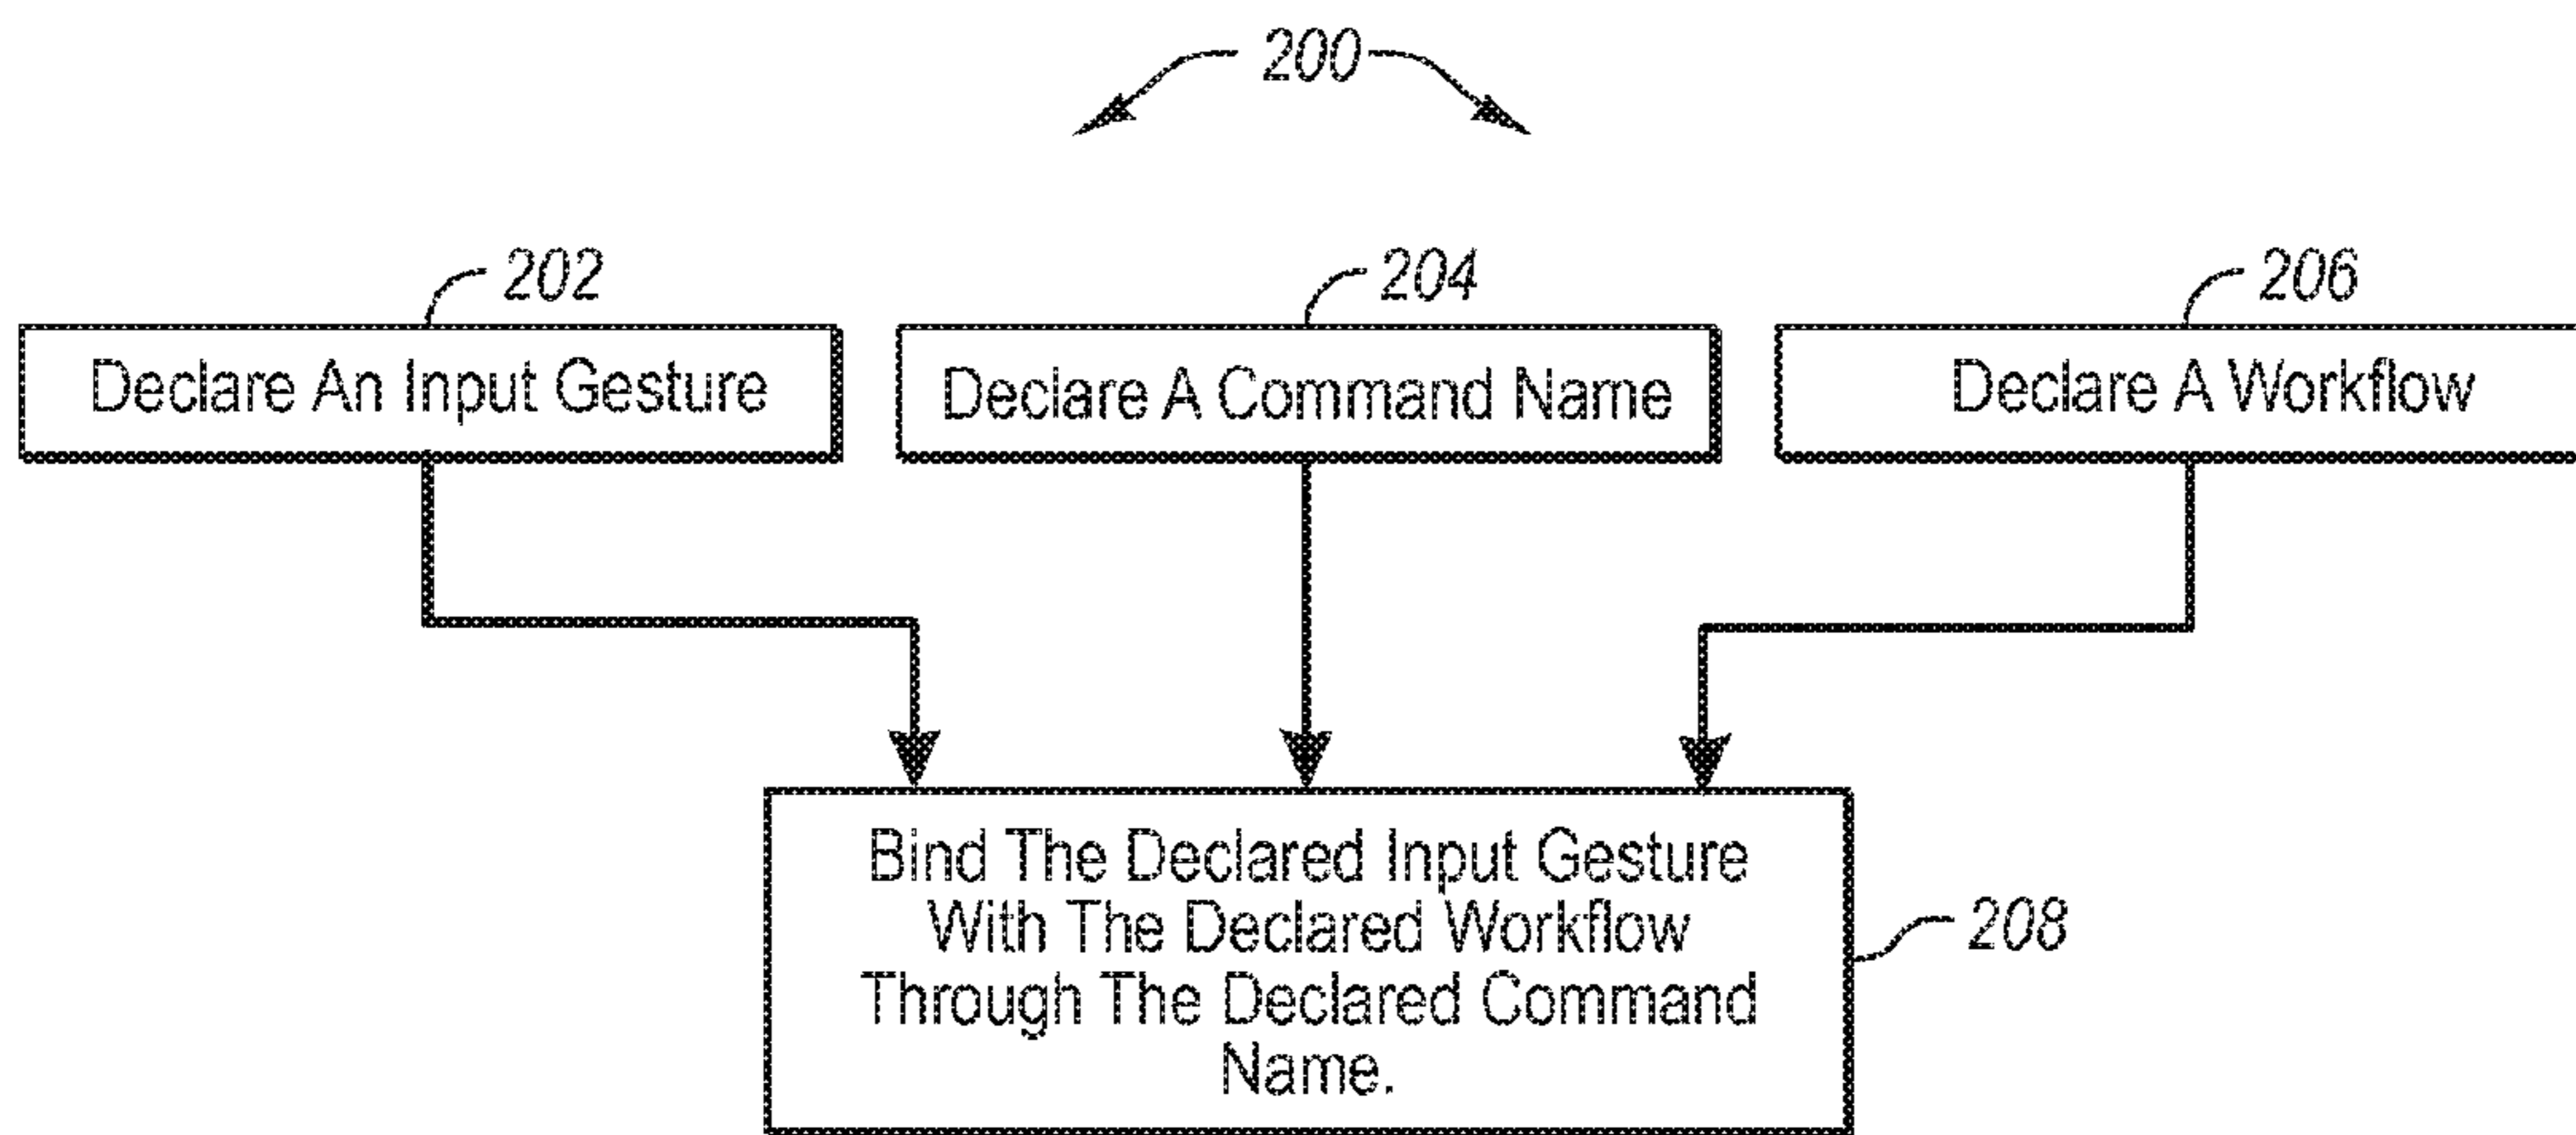 200
202
204
206
Declare An Input Gesture
Declare A Command Name
Declare A Workflow
Bind The Declared Input Gesture
With The Declared Workflow
Through The Declared Command
Name.
208